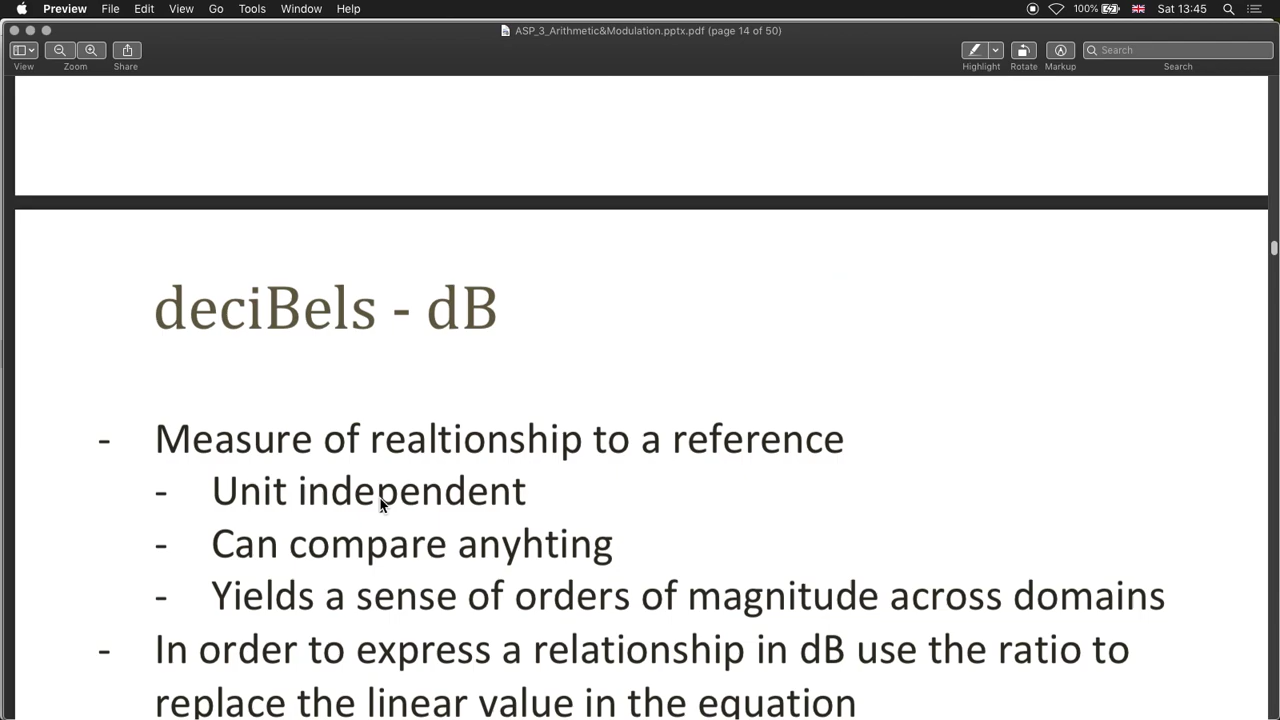 Preview File Edit View Go Tools Window Help 100% Sat 13:45
ASP_3_Arithmetic&Modulation.pptx.pdf (page 14 of 50)
Search
View Zoom Share Highlight Rotate Markup Search
deciBels - dB
- Measure of realtionship to a reference
- Unit independent
- Can compare anyhting
- Yields a sense of orders of magnitude across domains
- In order to express a relationship in dB use the ratio to
replace the linear value in the equation